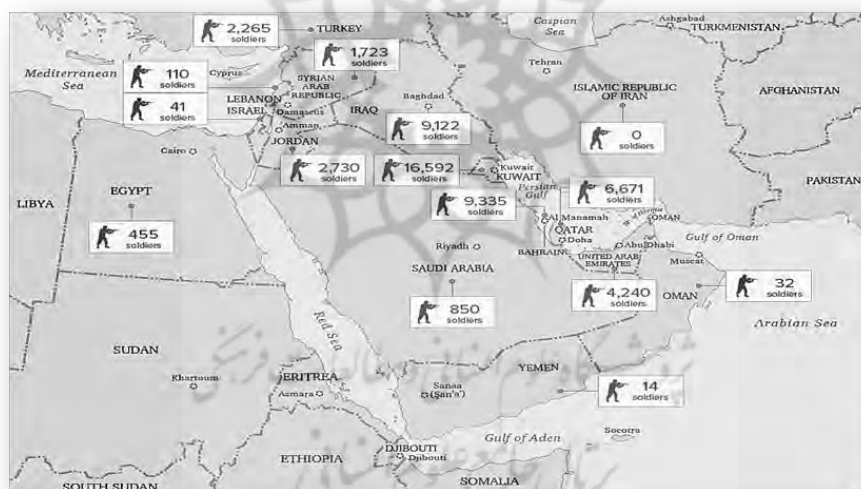 2,265
soldiers
TURKEY
Caspian
Sea
Ashgabad
TURKMENISTAN
1,723
soldiers
Tehran
Mediterranean
Sea
110
soldiers
Cyprus
SYRIAN
ARAB
REPUBLIC
ISLAMIC REPUBLIC
OF IRAN
AFGHANISTAN
41
soldiers
LEBANON
ISRAEL
Damascus
Baghdad
IRAQ
Amman
JORDAN
9,122
soldiers
0
soldiers
Cairo
2,730
soldiers
16,592
soldiers
Kuwait
KUWAIT
PAKISTAN
LIBYA
EGYPT
Persian
Gulf
6,671
soldiers
9,335
soldiers
Al Manamah
OMAN
455
soldiers
Riyadh
QATAR
Doha
Abu Dhabi
Gulf of Oman
BAHRAIN
UNITED ARAB
EMIRATES
Muscat
SAUDI ARABIA
4,240
soldiers
OMAN
32
soldiers
850
soldiers
Red Sea
Arabian Sea
SUDAN
YEMEN
Khartoum
ERITREA
Asmara
Sanaa
(Şan'a')
14
soldiers
Gulf of Aden
Socotra
DJIBOUTI
Djibouti
ETHIOPIA
SOUTH SUDAN
SOMALIA